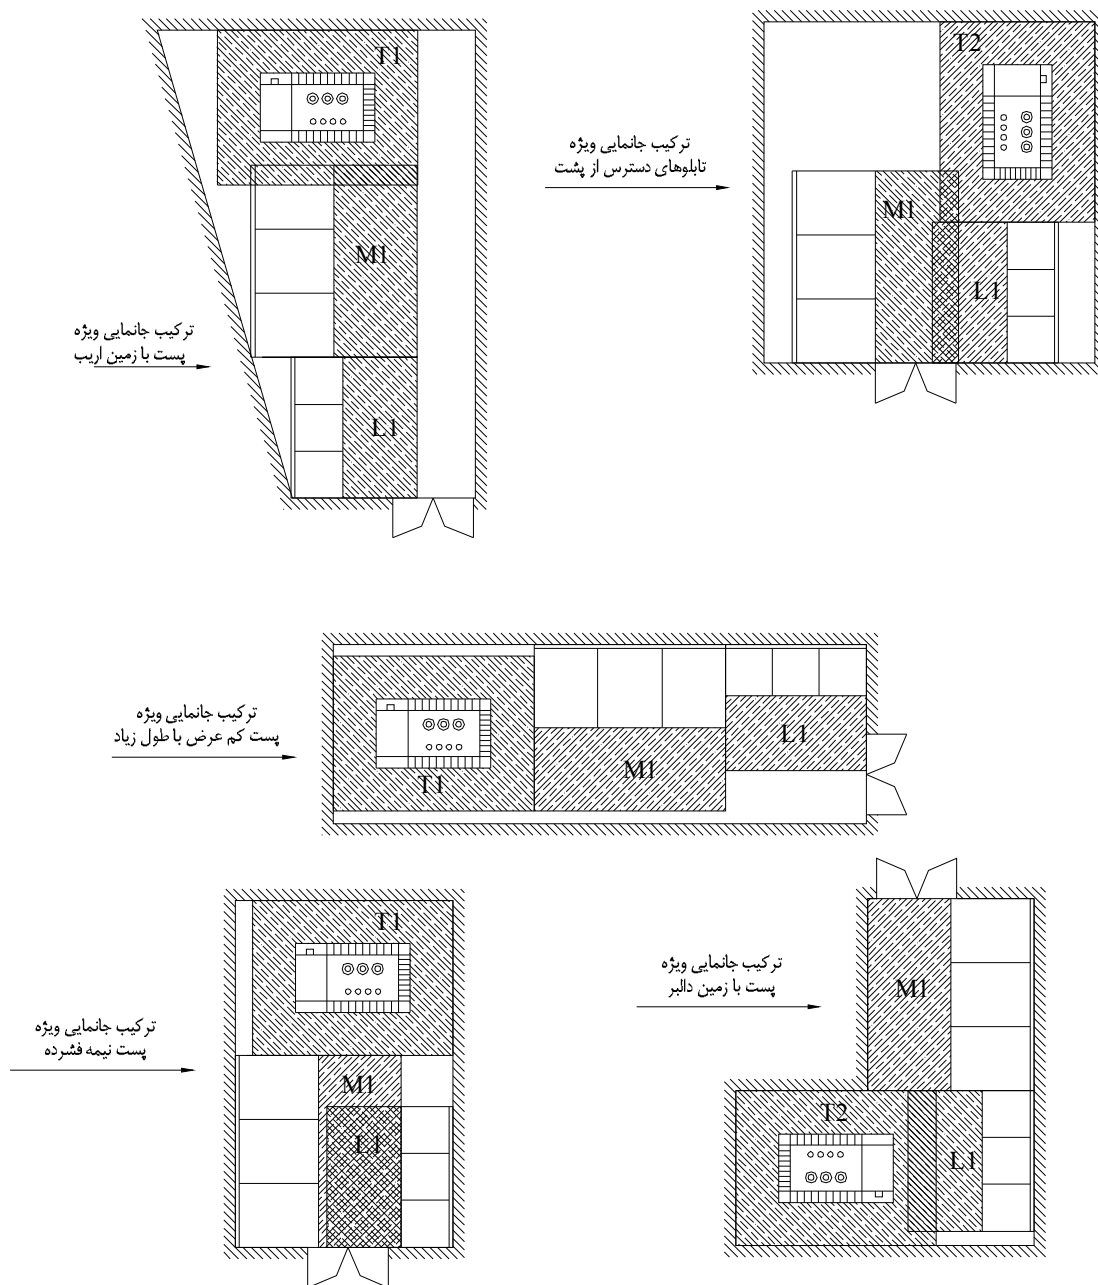 T1
M1
L1
ترکیب جانمایی ویژه
پست با زمین اریب
T2
M1
L1
ترکیب جانمایی ویژه
تابلوهای دسترس از پشت
T1
M1
L1
ترکیب جانمایی ویژه
پست کم عرض با طول زیاد
T1
M1
L1
ترکیب جانمایی ویژه
پست نیمه فشرده
M1
T2
L1
ترکیب جانمایی ویژه
پست با زمین دالبر